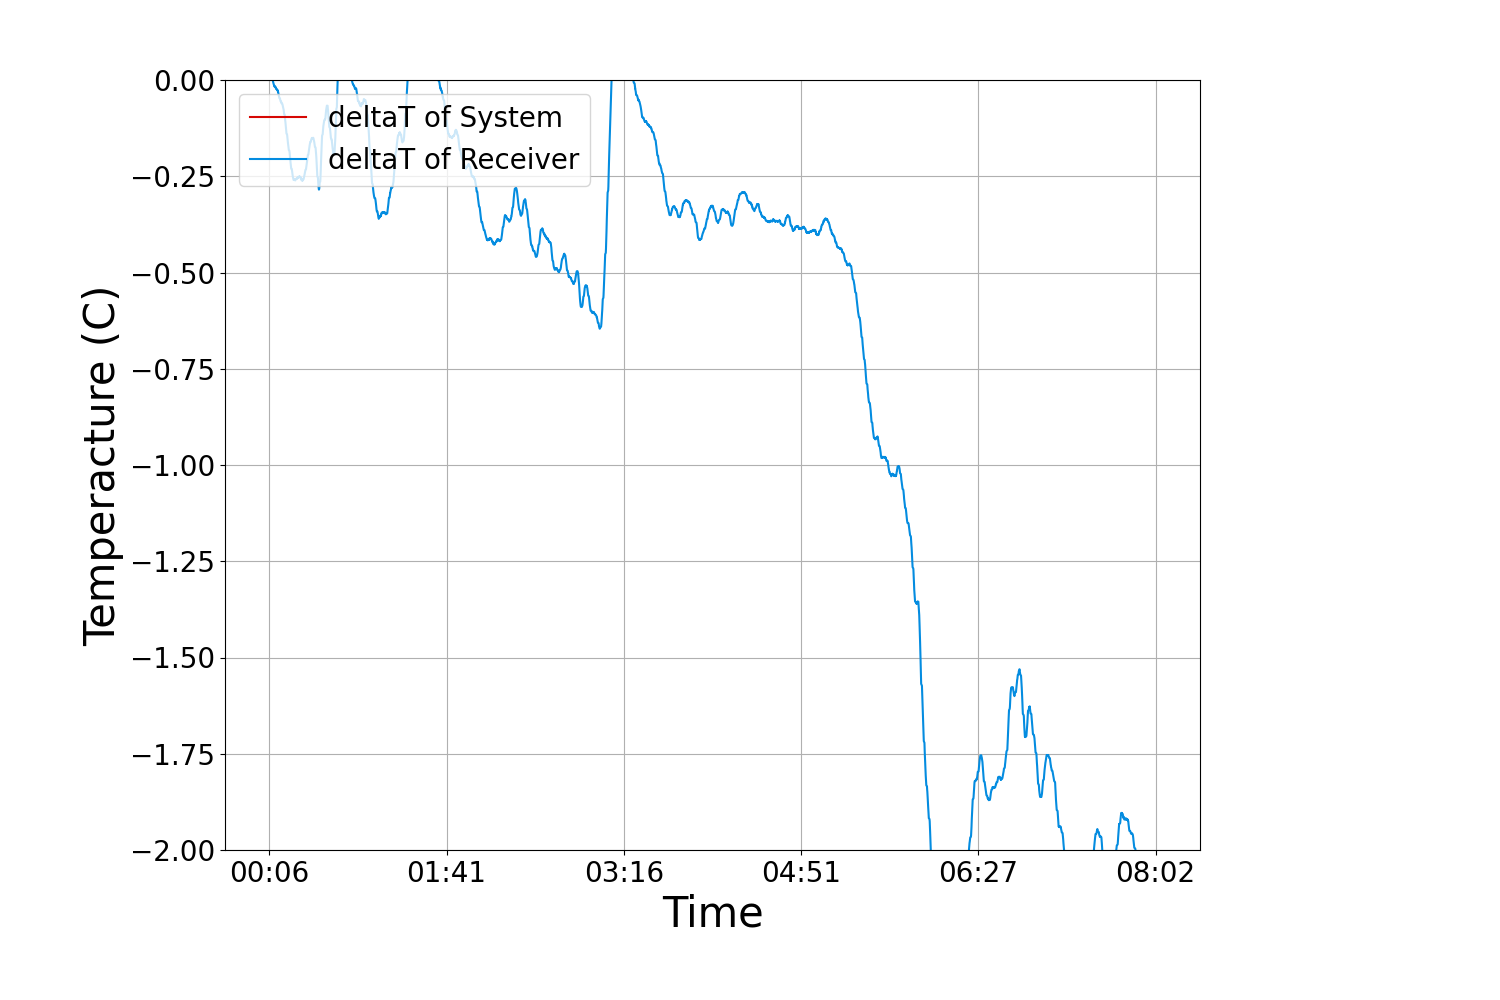 0.00
−0.25
−0.50
−0.75
−1.00
−1.25
−1.50
−1.75
−2.00
Temperacture (C)
deltaT of System
deltaT of Receiver
00:06 01:41 03:16 04:51 06:27 08:02
Time